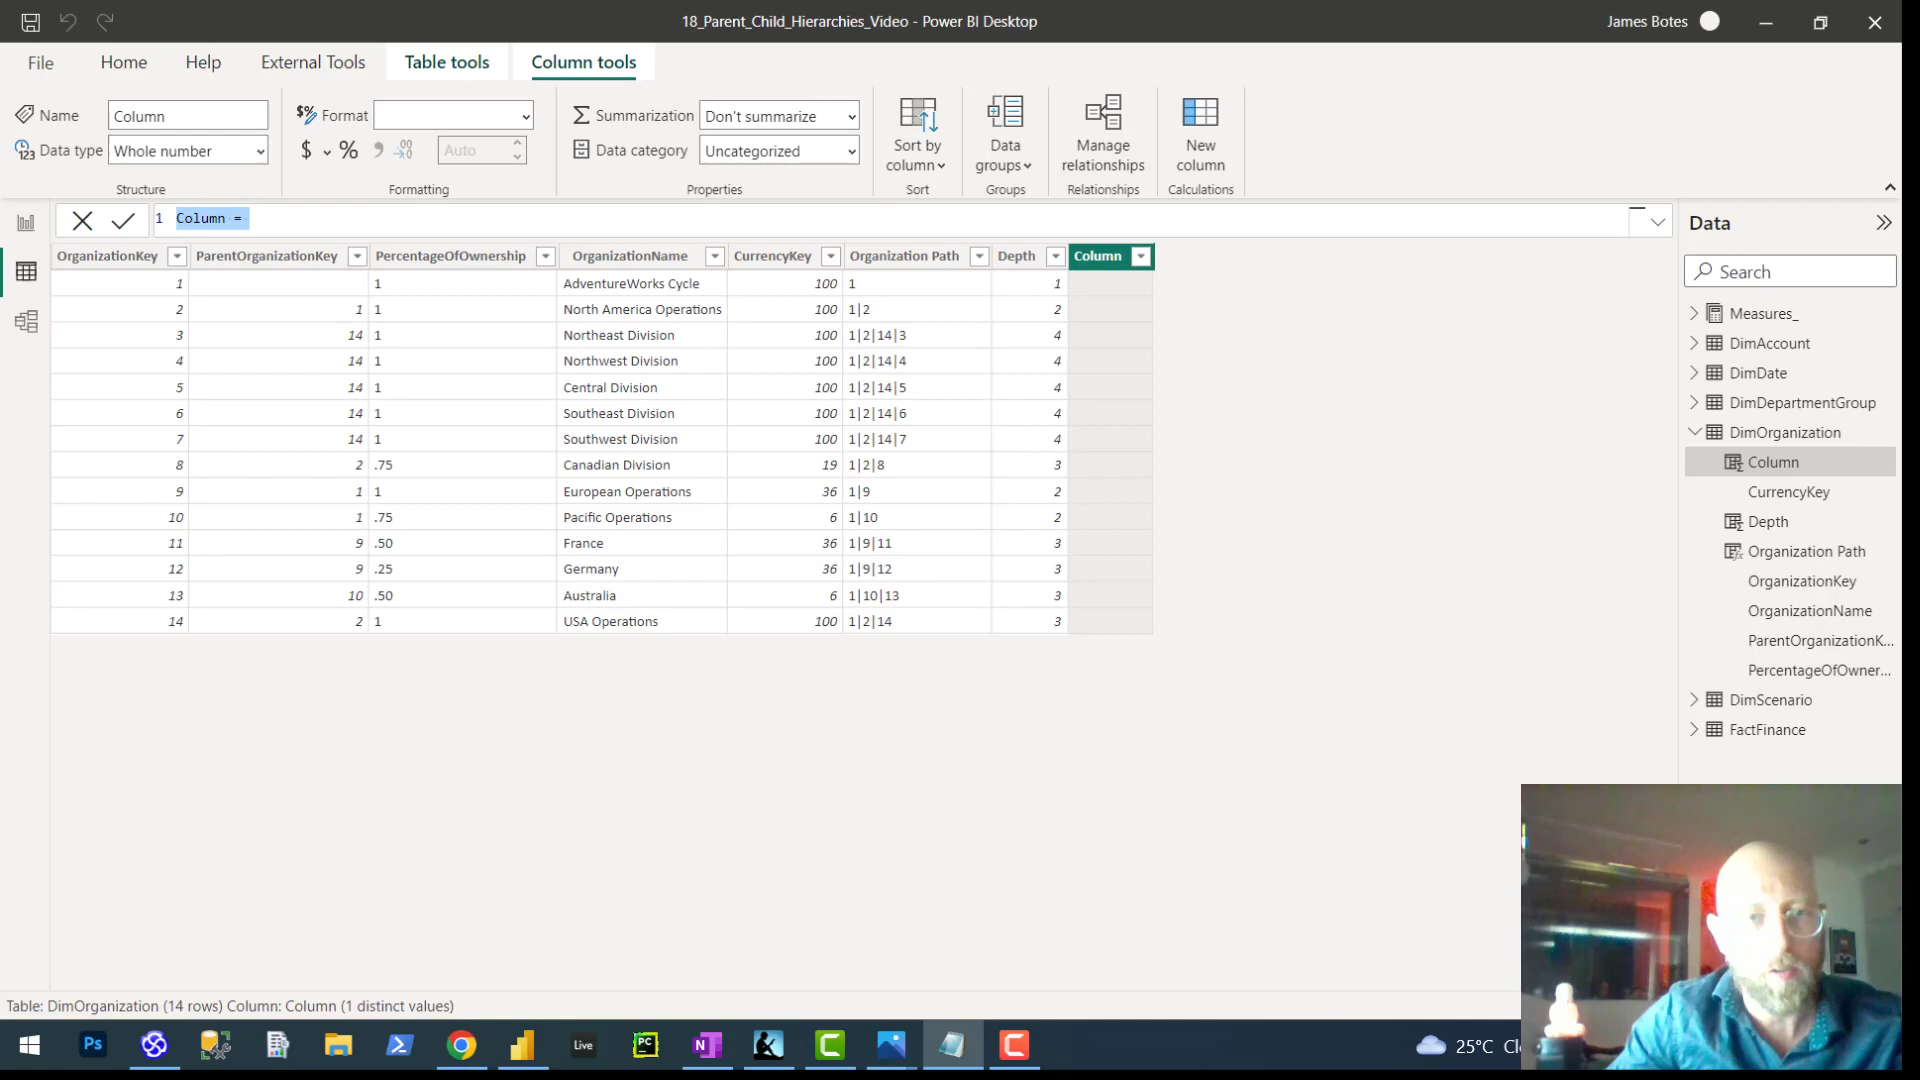 18_Parent_Child_Hierarchies_Video - Power BI Desktop
James Botes
File Home Help External Tools Table tools Column tools
Name Column
Data type Whole number
Structure
Format
$ % Auto
Formatting
Summarization Don't summarize
Data category Uncategorized
Properties
Sort by column
Sort
Data groups
Groups
Manage relationships
Relationships
New column
Calculations
1 Column =
OrganizationKey ParentOrganizationKey PercentageOfOwnership OrganizationName CurrencyKey Organization Path Depth Column
1 1 AdventureWorks Cycle 100 1 1
2 1 1 North America Operations 100 1|2 2
3 14 1 Northeast Division 100 1|2|14|3 4
4 14 1 Northwest Division 100 1|2|14|4 4
5 14 1 Central Division 100 1|2|14|5 4
6 14 1 Southeast Division 100 1|2|14|6 4
7 14 1 Southwest Division 100 1|2|14|7 4
8 2 .75 Canadian Division 19 1|2|8 3
9 1 1 European Operations 36 1|9 2
10 1 .75 Pacific Operations 6 1|10 2
11 9 .50 France 36 1|9|11 3
12 9 .25 Germany 36 1|9|12 3
13 10 .50 Australia 6 1|10|13 3
14 2 1 USA Operations 100 1|2|14 3
Data
Search
Measures_
DimAccount
DimDate
DimDepartmentGroup
DimOrganization
Column
CurrencyKey
Depth
Organization Path
OrganizationKey
OrganizationName
ParentOrganizationK...
PercentageOfOwner...
DimScenario
FactFinance
Table: DimOrganization (14 rows) Column: Column (1 distinct values)
Ps Live PC N 25°C